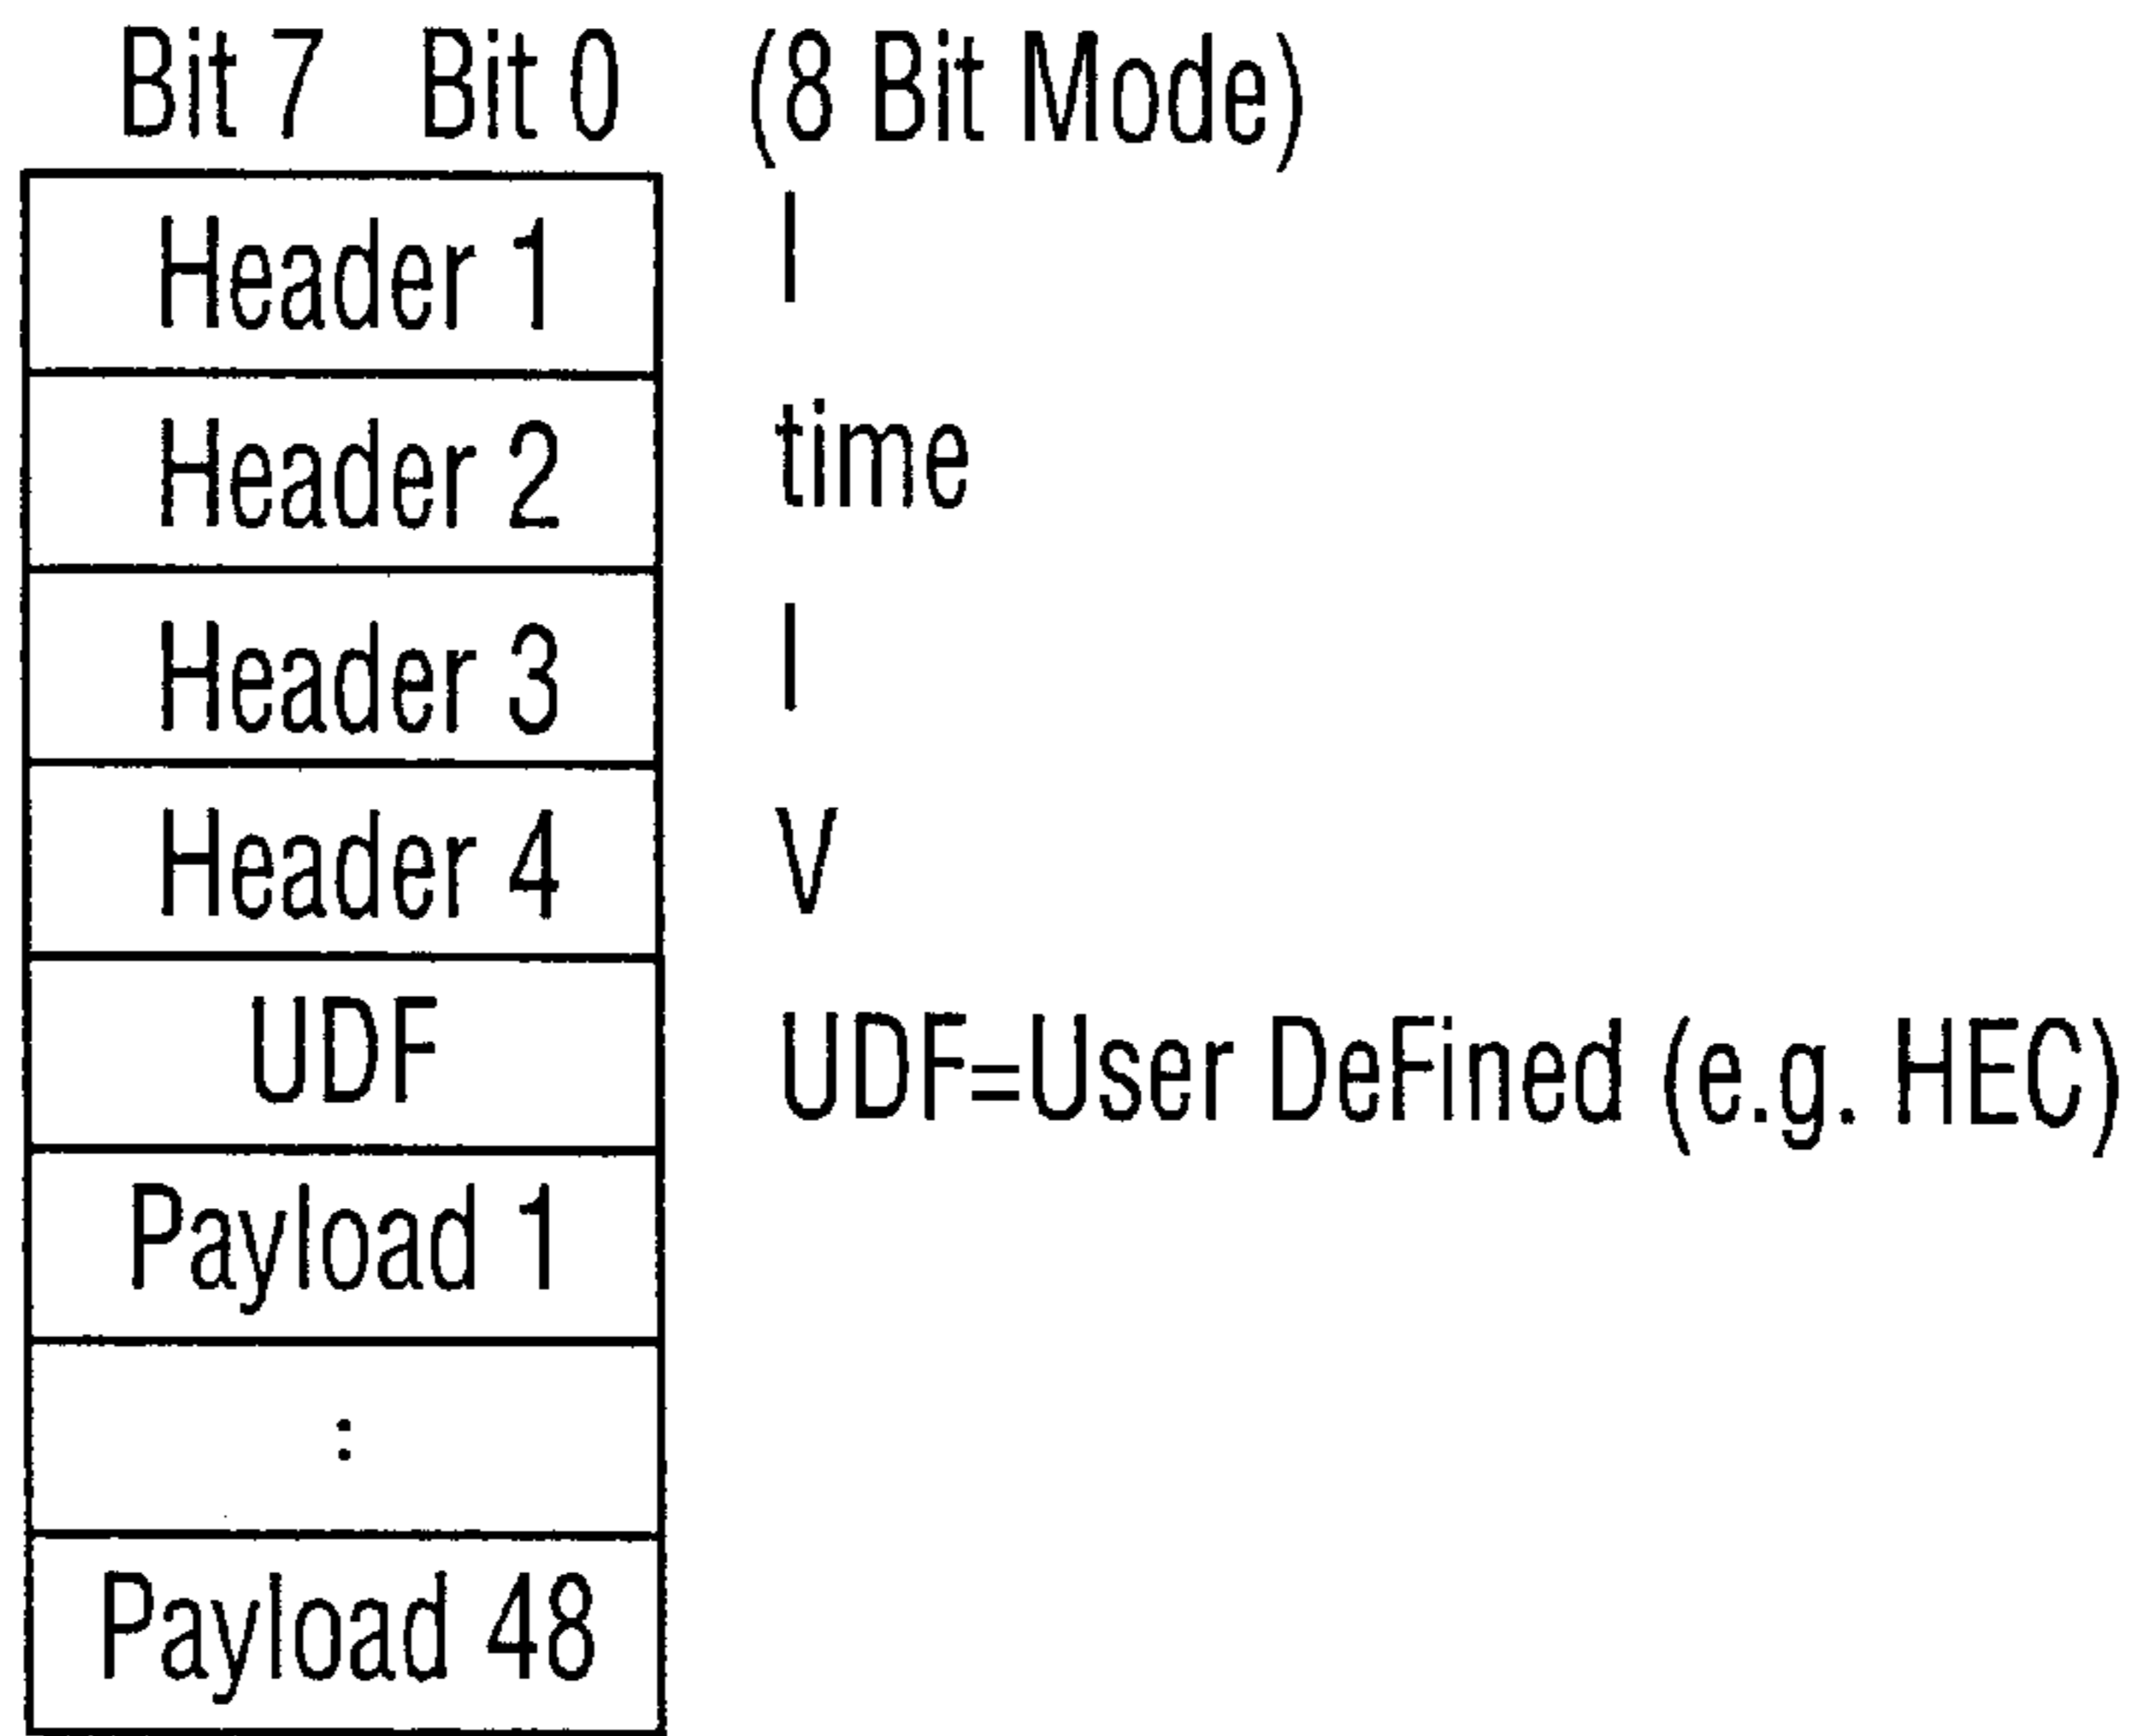 Bit 7 Bit 0 (8 Bit Mode)
Header 1 |
Header 2 time
Header 3 |
Header 4 V
UDF UDF=User DeFined (e.g. HEC)
Payload 1
:
Payload 48